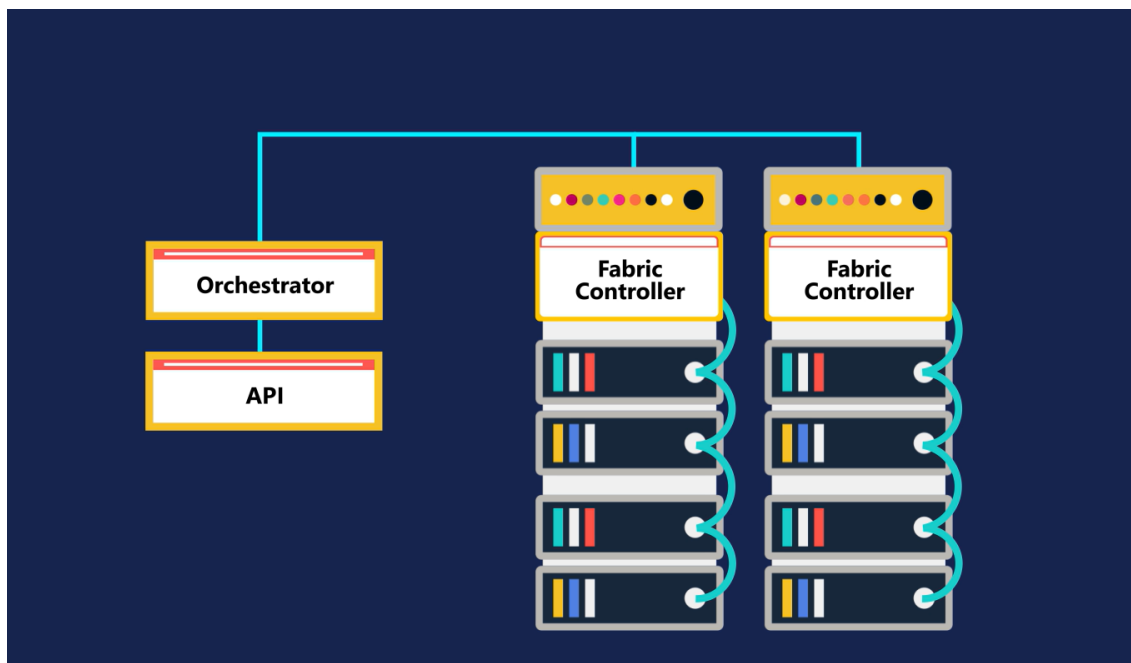 Orchestrator
API
Fabric
Controller
Fabric
Controller